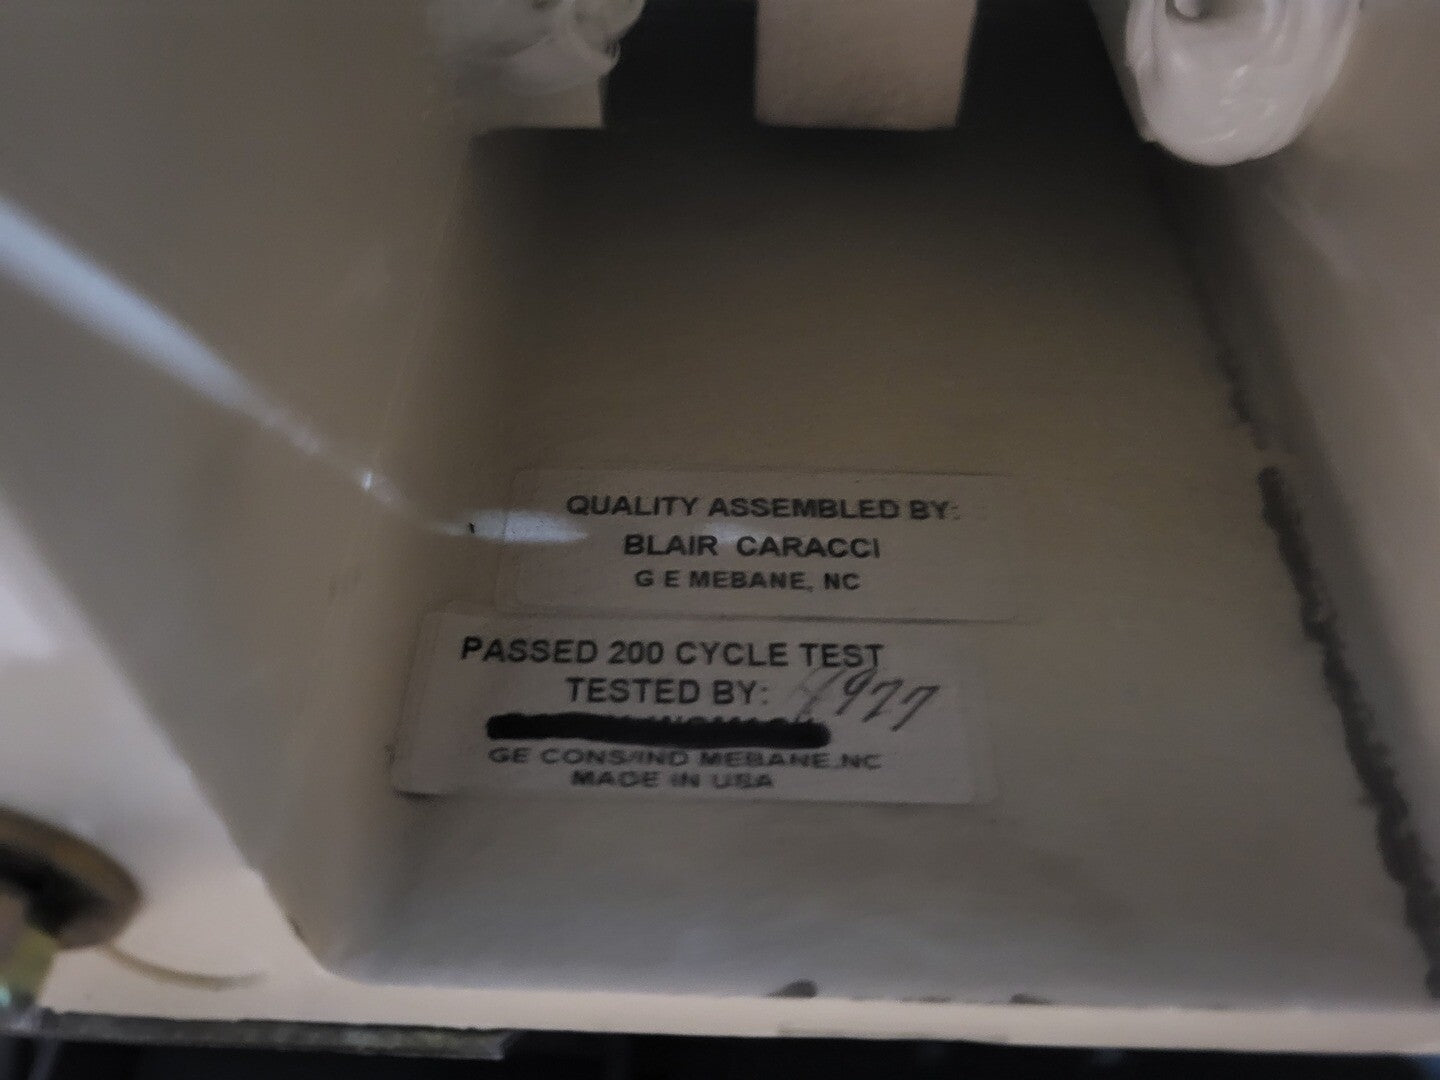 QUALITY ASSEMBLED BY:
BLAIR CARACCI
G E MEBANE, NC
PASSED 200 CYCLE TEST
TESTED BY:
GE CONS/IND MEBANE, NC
MADE IN USA